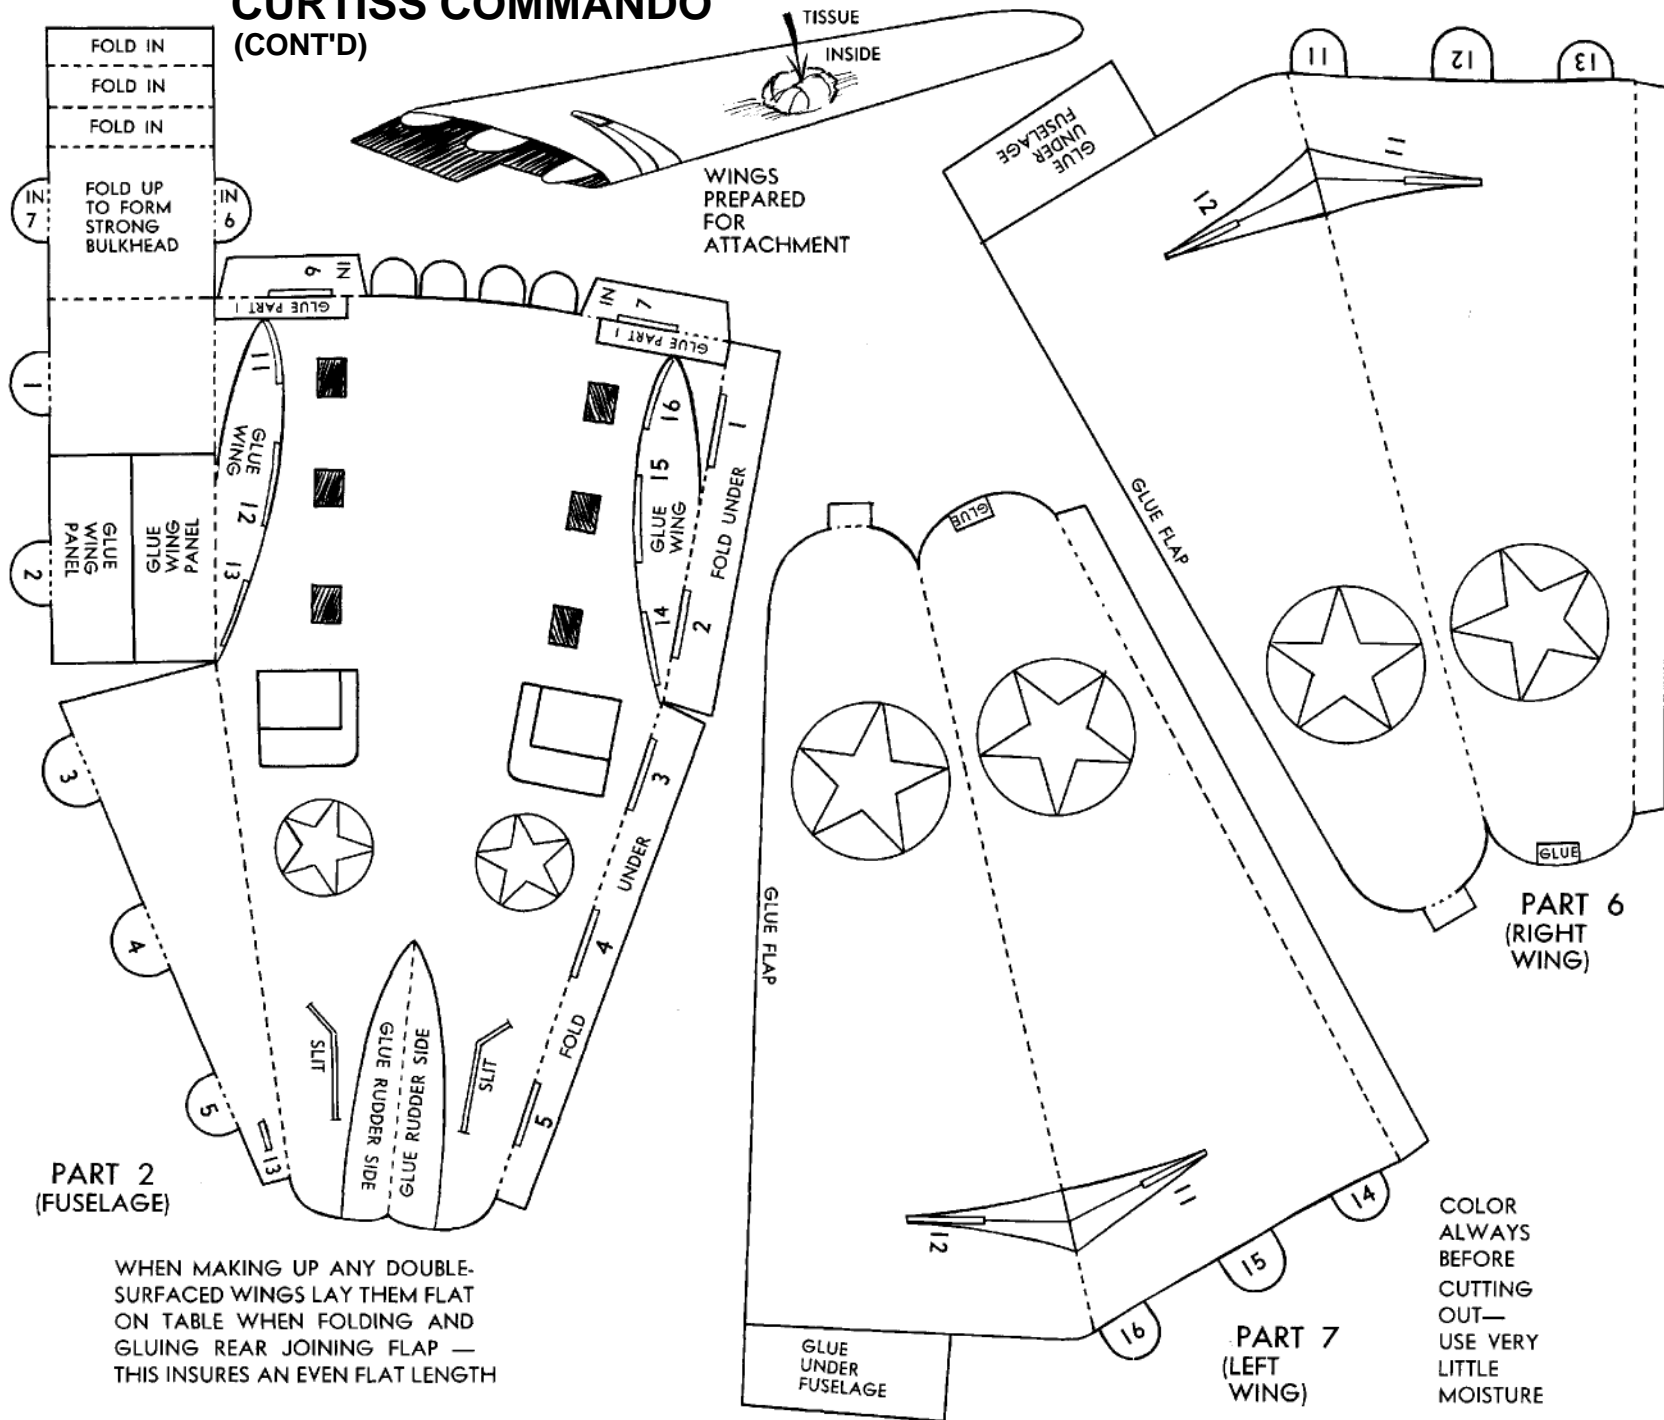 CURTISS COMMANDO
(CONT'D)
FOLD IN
FOLD IN
FOLD IN
IN
7
FOLD UP
TO FORM
STRONG
BULKHEAD
IN
6
1
2
GLUE
WING
PANEL
GLUE
WING
PANEL
6
IN
GLUE PART 1
IN
7
GLUE PART 1
11
GLUE
WING
12
13
16
15
GLUE
WING
14
1
FOLD UNDER
2
3
4
5
13
3
UNDER
4
FOLD
5
SLIT
GLUE RUDDER SIDE
GLUE RUDDER SIDE
SLIT
PART 2
(FUSELAGE)
WHEN MAKING UP ANY DOUBLE-
SURFACED WINGS LAY THEM FLAT
ON TABLE WHEN FOLDING AND
GLUING REAR JOINING FLAP —
THIS INSURES AN EVEN FLAT LENGTH
TISSUE
INSIDE
WINGS
PREPARED
FOR
ATTACHMENT
GLUE
UNDER
FUSELAGE
11
12
13
11
12
GLUE FLAP
GLUE
PART 6
(RIGHT
WING)
GLUE
GLUE FLAP
12
11
14
15
16
GLUE
UNDER
FUSELAGE
PART 7
(LEFT
WING)
COLOR
ALWAYS
BEFORE
CUTTING
OUT—
USE VERY
LITTLE
MOISTURE